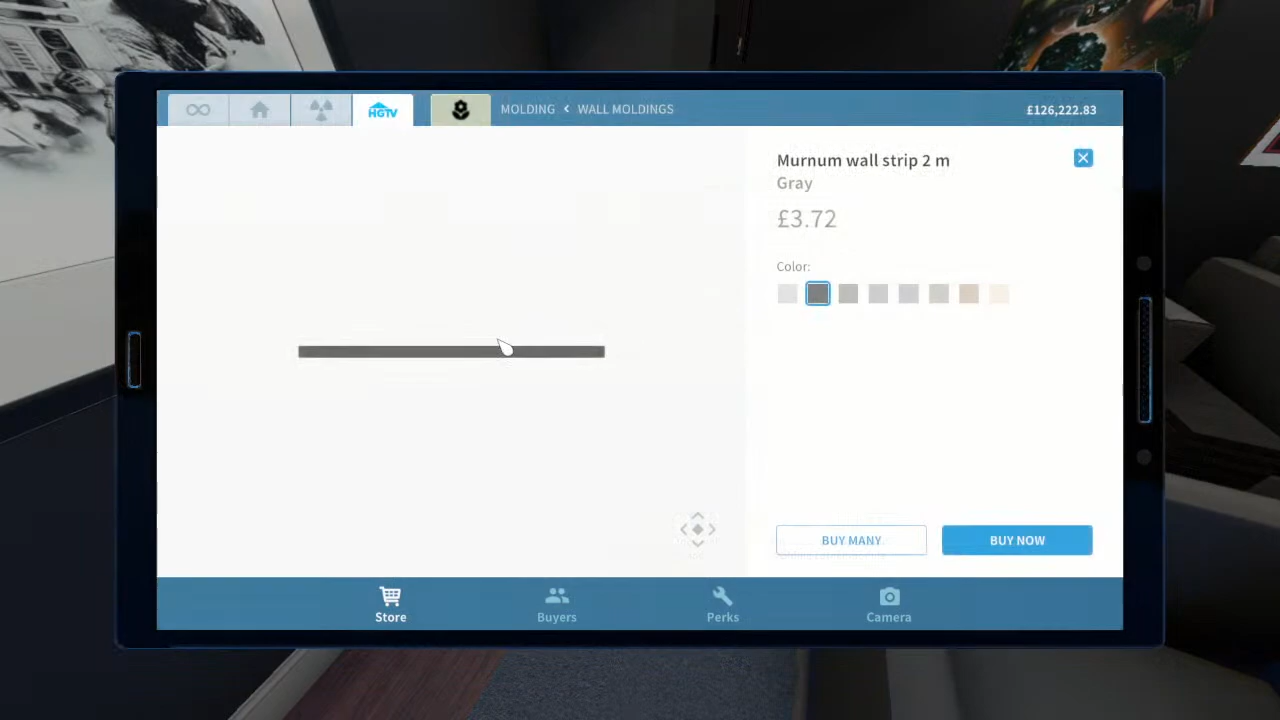 HGTV
MOLDING < WALL MOLDINGS
£126,222.83
Murnum wall strip 2 m
Gray
£3.72
Color:
BUY MANY
BUY NOW
Store
Buyers
Perks
Camera